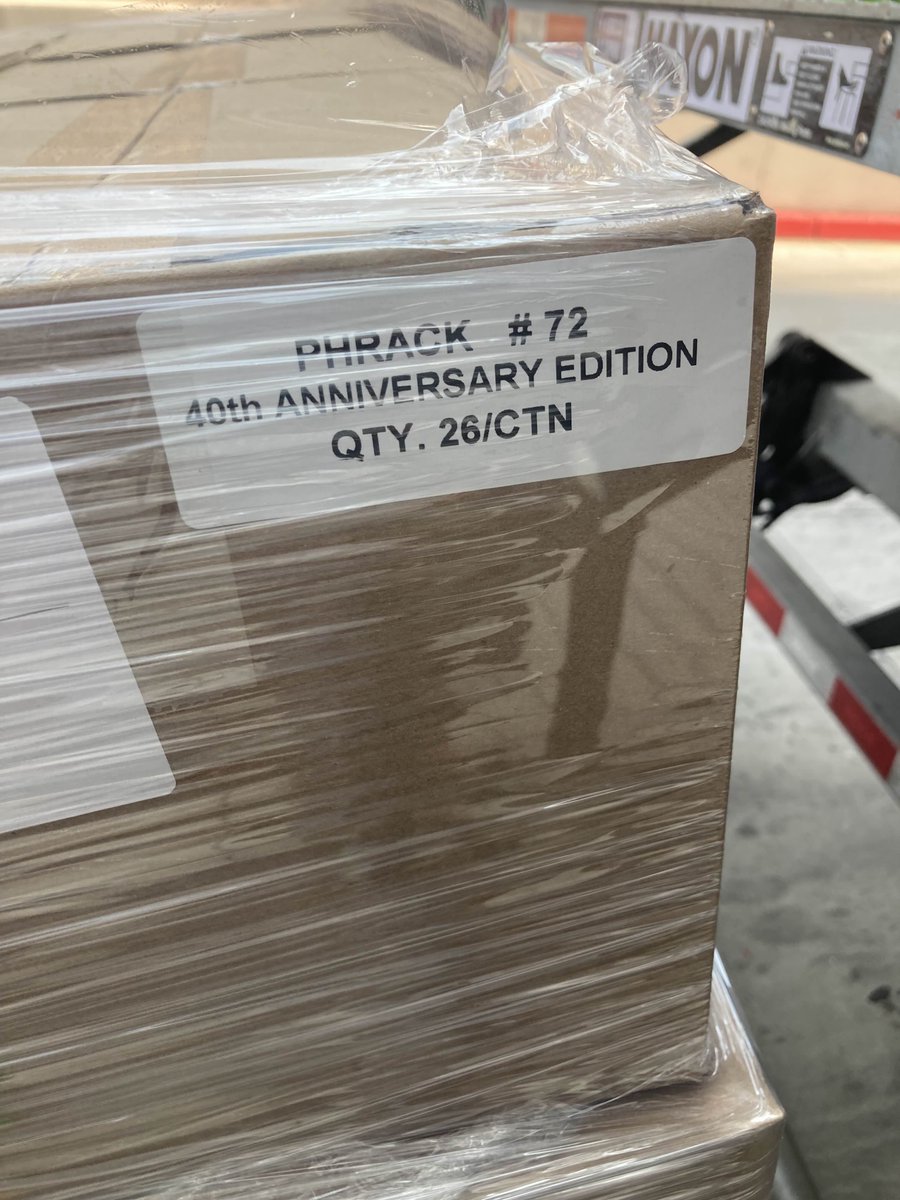 PHRACK # 72
40th ANNIVERSARY EDITION
QTY. 26/CTN